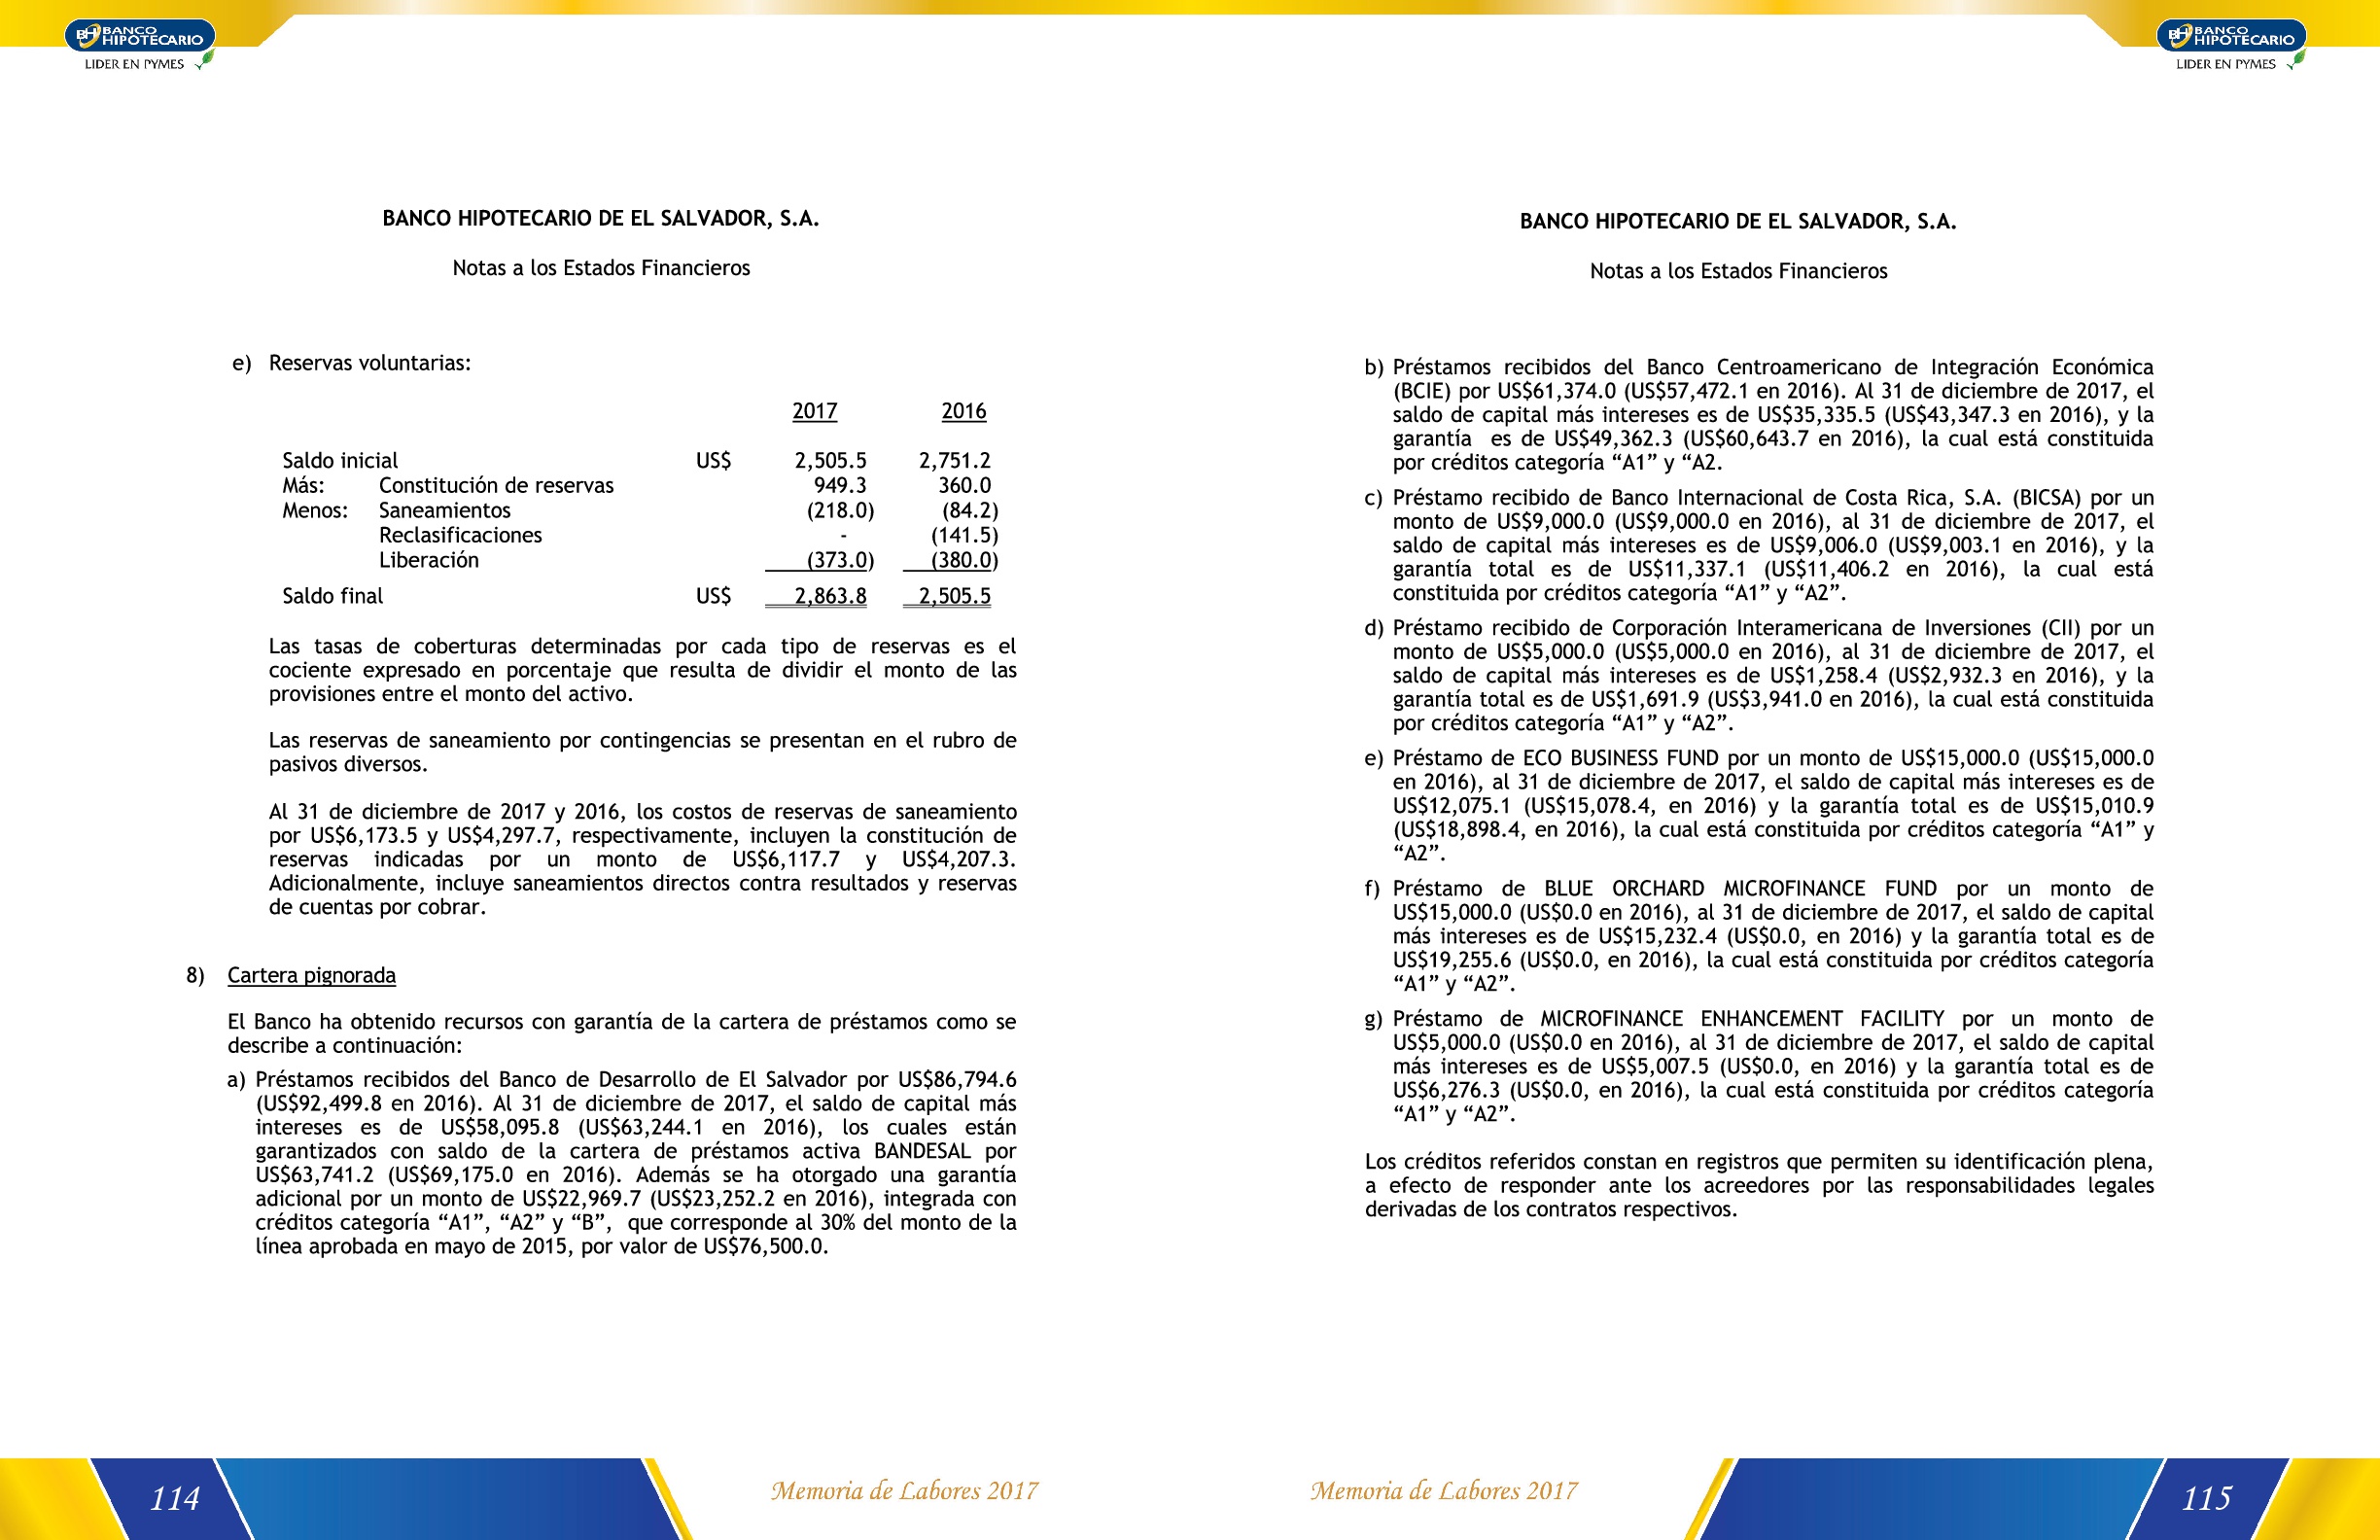 BH BANCO
HIPOTECARIO
LIDER EN PYMES
BANCO HIPOTECARIO DE EL SALVADOR, S.A.
Notas a los Estados Financieros
e) Reservas voluntarias:
2017 2016
Saldo inicial US$ 2,505.5 2,751.2
Más: Constitución de reservas 949.3 360.0
Menos: Saneamientos (218.0) (84.2)
Reclasificaciones - (141.5)
Liberación (373.0) (380.0)
Saldo final US$ 2,863.8 2,505.5
Las tasas de coberturas determinadas por cada tipo de reservas es el
cociente expresado en porcentaje que resulta de dividir el monto de las
provisiones entre el monto del activo.
Las reservas de saneamiento por contingencias se presentan en el rubro de
pasivos diversos.
Al 31 de diciembre de 2017 y 2016, los costos de reservas de saneamiento
por US$6,173.5 y US$4,297.7, respectivamente, incluyen la constitución de
reservas indicadas por un monto de US$6,117.7 y US$4,207.3.
Adicionalmente, incluye saneamientos directos contra resultados y reservas
de cuentas por cobrar.
8) Cartera pignorada
El Banco ha obtenido recursos con garantía de la cartera de préstamos como se
describe a continuación:
a) Préstamos recibidos del Banco de Desarrollo de El Salvador por US$86,794.6
(US$92,499.8 en 2016). Al 31 de diciembre de 2017, el saldo de capital más
intereses es de US$58,095.8 (US$63,244.1 en 2016), los cuales están
garantizados con saldo de la cartera de préstamos activa BANDESAL por
US$63,741.2 (US$69,175.0 en 2016). Además se ha otorgado una garantía
adicional por un monto de US$22,969.7 (US$23,252.2 en 2016), integrada con
créditos categoría “A1”, “A2” y “B”, que corresponde al 30% del monto de la
línea aprobada en mayo de 2015, por valor de US$76,500.0.
114
Memoria de Labores 2017
BH BANCO
HIPOTECARIO
LIDER EN PYMES
BANCO HIPOTECARIO DE EL SALVADOR, S.A.
Notas a los Estados Financieros
b) Préstamos recibidos del Banco Centroamericano de Integración Económica
(BCIE) por US$61,374.0 (US$57,472.1 en 2016). Al 31 de diciembre de 2017, el
saldo de capital más intereses es de US$35,335.5 (US$43,347.3 en 2016), y la
garantía es de US$49,362.3 (US$60,643.7 en 2016), la cual está constituida
por créditos categoría “A1” y “A2.
c) Préstamo recibido de Banco Internacional de Costa Rica, S.A. (BICSA) por un
monto de US$9,000.0 (US$9,000.0 en 2016), al 31 de diciembre de 2017, el
saldo de capital más intereses es de US$9,006.0 (US$9,003.1 en 2016), y la
garantía total es de US$11,337.1 (US$11,406.2 en 2016), la cual está
constituida por créditos categoría “A1” y “A2”.
d) Préstamo recibido de Corporación Interamericana de Inversiones (CII) por un
monto de US$5,000.0 (US$5,000.0 en 2016), al 31 de diciembre de 2017, el
saldo de capital más intereses es de US$1,258.4 (US$2,932.3 en 2016), y la
garantía total es de US$1,691.9 (US$3,941.0 en 2016), la cual está constituida
por créditos categoría “A1” y “A2”.
e) Préstamo de ECO BUSINESS FUND por un monto de US$15,000.0 (US$15,000.0
en 2016), al 31 de diciembre de 2017, el saldo de capital más intereses es de
US$12,075.1 (US$15,078.4, en 2016) y la garantía total es de US$15,010.9
(US$18,898.4, en 2016), la cual está constituida por créditos categoría “A1” y
“A2”.
f) Préstamo de BLUE ORCHARD MICROFINANCE FUND por un monto de
US$15,000.0 (US$0.0 en 2016), al 31 de diciembre de 2017, el saldo de capital
más intereses es de US$15,232.4 (US$0.0, en 2016) y la garantía total es de
US$19,255.6 (US$0.0, en 2016), la cual está constituida por créditos categoría
“A1” y “A2”.
g) Préstamo de MICROFINANCE ENHANCEMENT FACILITY por un monto de
US$5,000.0 (US$0.0 en 2016), al 31 de diciembre de 2017, el saldo de capital
más intereses es de US$5,007.5 (US$0.0, en 2016) y la garantía total es de
US$6,276.3 (US$0.0, en 2016), la cual está constituida por créditos categoría
“A1” y “A2”.
Los créditos referidos constan en registros que permiten su identificación plena,
a efecto de responder ante los acreedores por las responsabilidades legales
derivadas de los contratos respectivos.
Memoria de Labores 2017
115